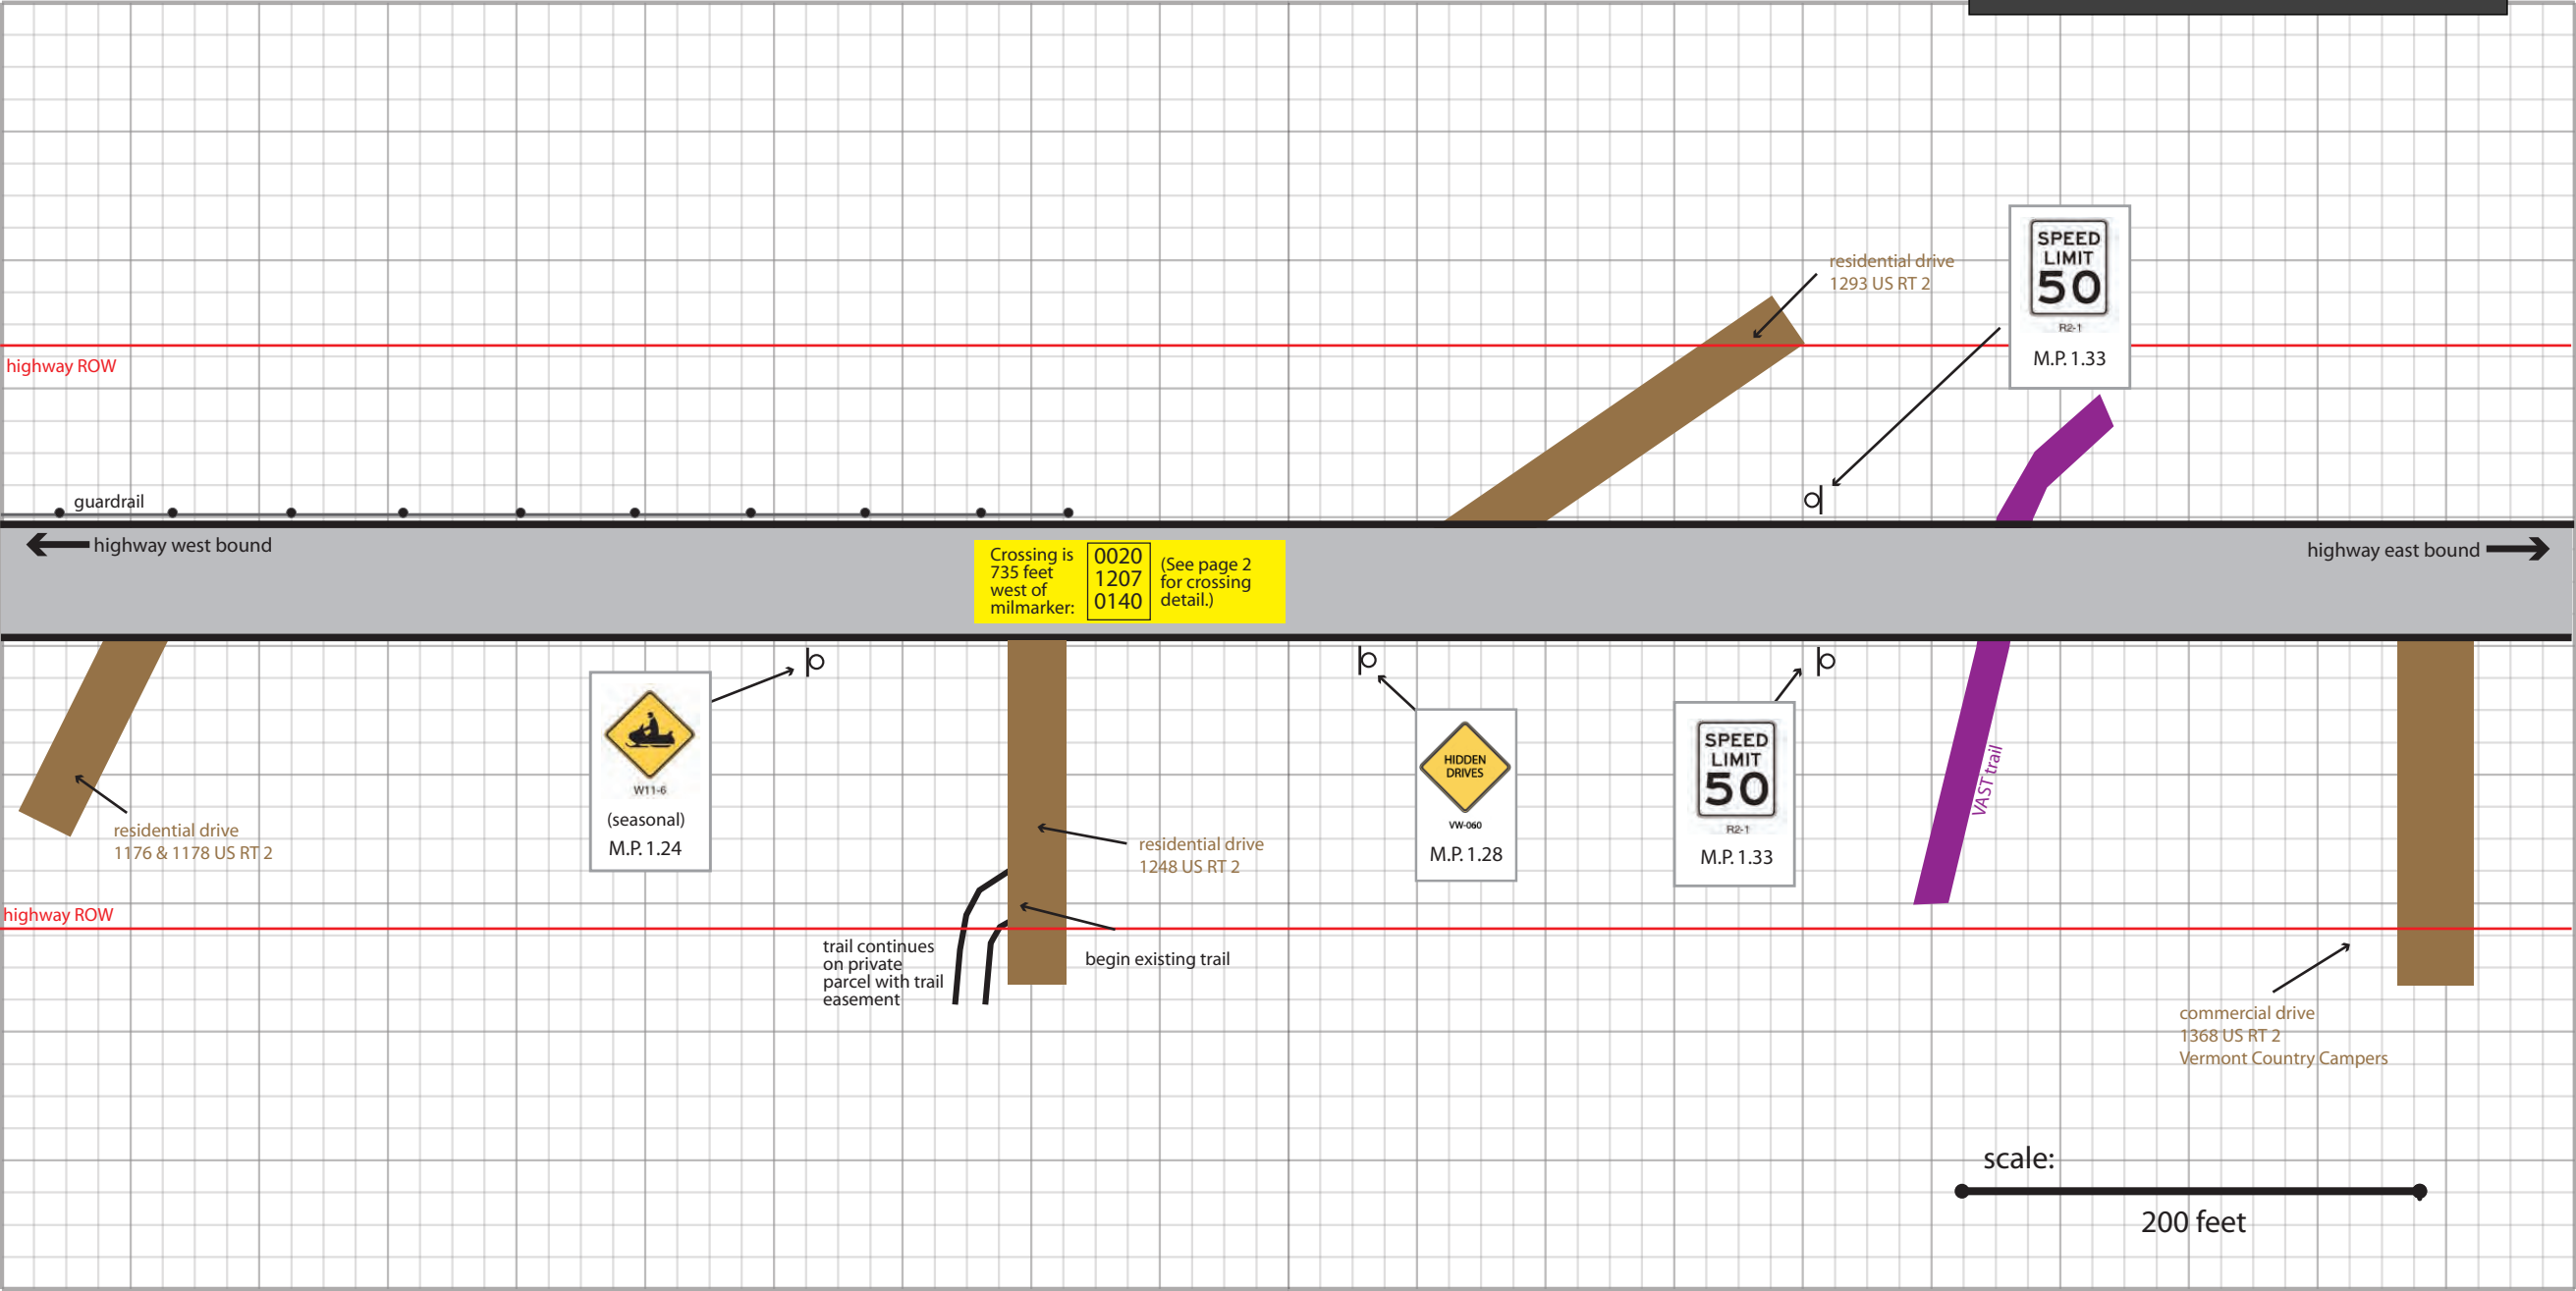 residential drive
1293 US RT 2
SPEED
LIMIT
50
R2-1
M.P. 1.33
highway ROW
guardrail
highway west bound
Crossing is
735 feet
west of
milmarker:
0020
1207
0140
(See page 2
for crossing
detail.)
highway east bound
W11-6
(seasonal)
M.P. 1.24
HIDDEN
DRIVES
VW-060
M.P. 1.28
SPEED
LIMIT
50
R2-1
M.P. 1.33
VAST trail
residential drive
1176 & 1178 US RT 2
residential drive
1248 US RT 2
highway ROW
trail continues
on private
parcel with trail
easement
begin existing trail
commercial drive
1368 US RT 2
Vermont Country Campers
scale:
200 feet